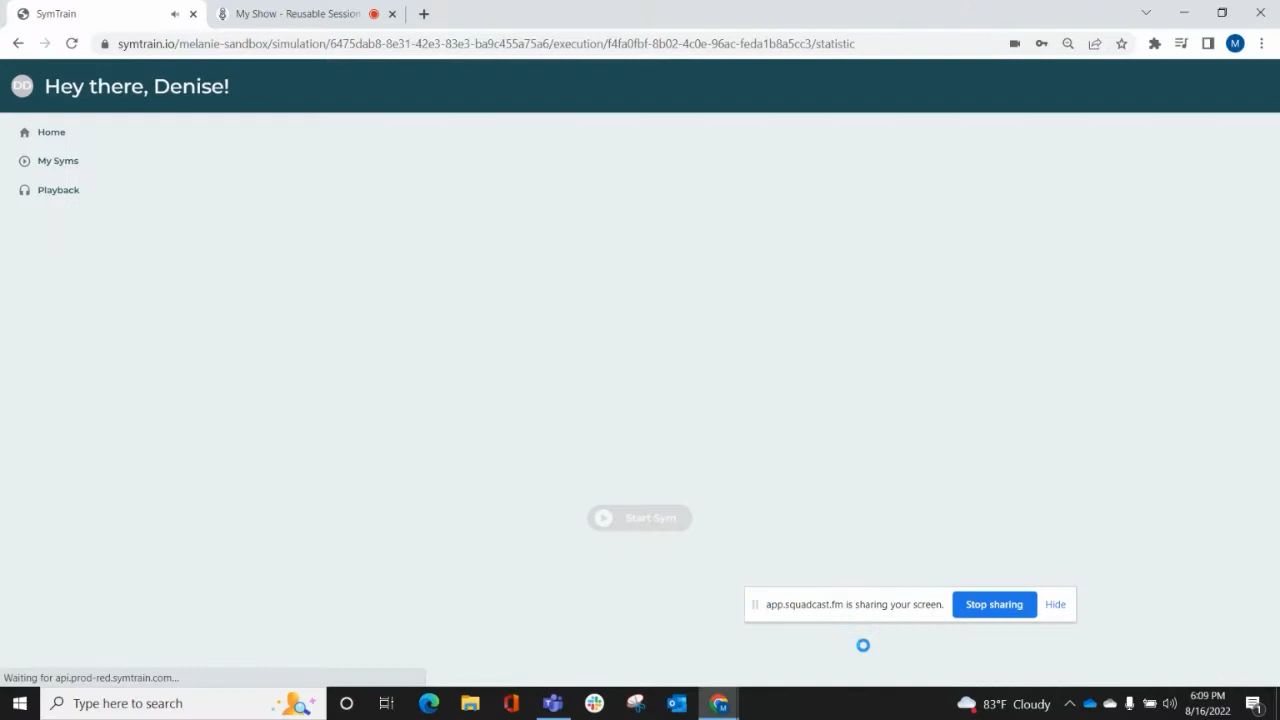 SymTrain
My Show - Reusable Session
symtrain.io/melanie-sandbox/simulation/6475dab8-8e31-42e3-83e3-ba9c455a75a6/execution/f4fa0fbf-8b02-4c0e-96ac-feda1b8a5cc3/statistic
M
DD
Hey there, Denise!
Home
My Syms
Playback
Start Sym
app.squadcast.fm is sharing your screen.
Stop sharing
Hide
Waiting for api.prod-red.symtrain.com...
Type here to search
83°F Cloudy
6:09 PM
8/16/2022
1